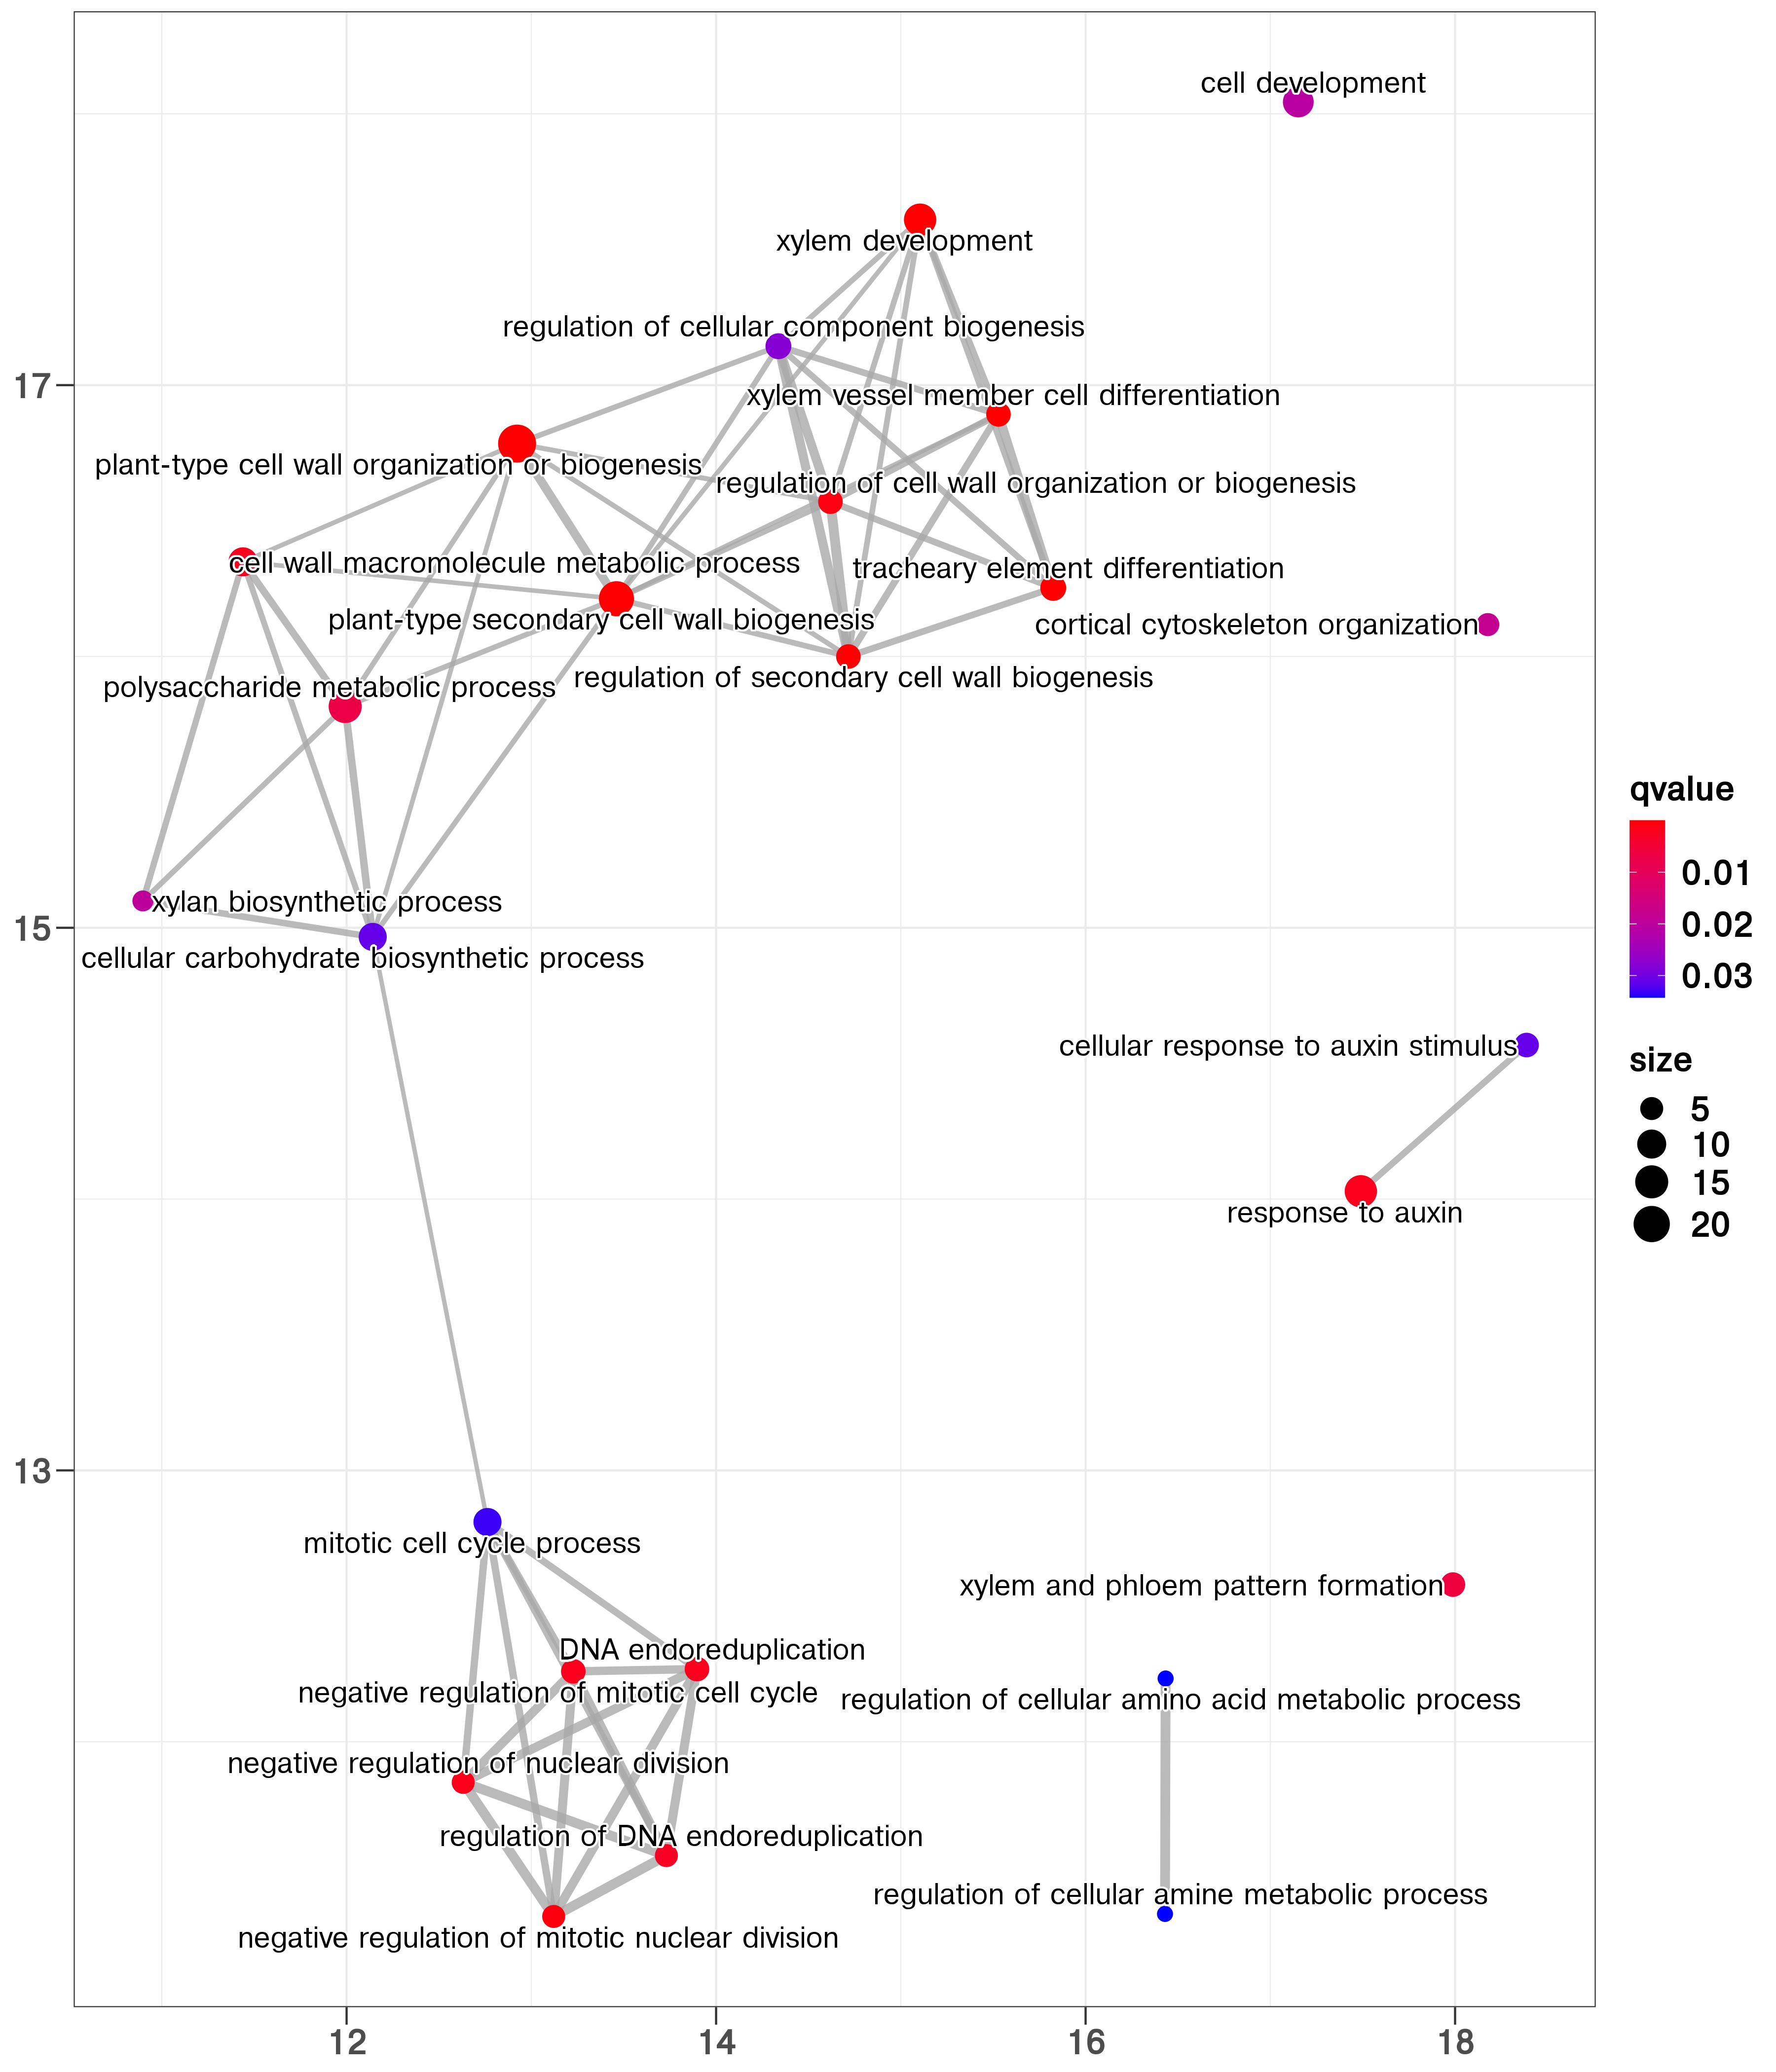 cell development
xylem development
regulation of cellular component biogenesis
17
xylem vessel member cell differentiation
plant-type cell wall organization or biogenesis
regulation of cell wall organization or biogenesis
cell wall macromolecule metabolic process
tracheary element differentiation
plant-type secondary cell wall biogenesis
cortical cytoskeleton organization
regulation of secondary cell wall biogenesis
polysaccharide metabolic process
qvalue
0.01
0.02
0.03
xylan biosynthetic process
15
cellular carbohydrate biosynthetic process
cellular response to auxin stimulus
size
5
10
15
20
response to auxin
13
mitotic cell cycle process
xylem and phloem pattern formation
DNA endoreduplication
negative regulation of mitotic cell cycle
regulation of cellular amino acid metabolic process
negative regulation of nuclear division
regulation of DNA endoreduplication
regulation of cellular amine metabolic process
negative regulation of mitotic nuclear division
12
14
16
18